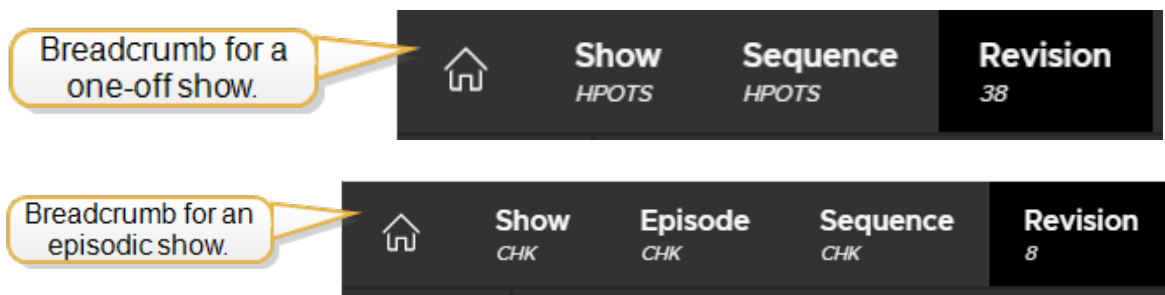 Breadcrumb for a
one-off show.
Show Sequence Revision
HPOTS HPOTS 38
Breadcrumb for an
episodic show.
Show Episode Sequence Revision
CHK CHK CHK 8